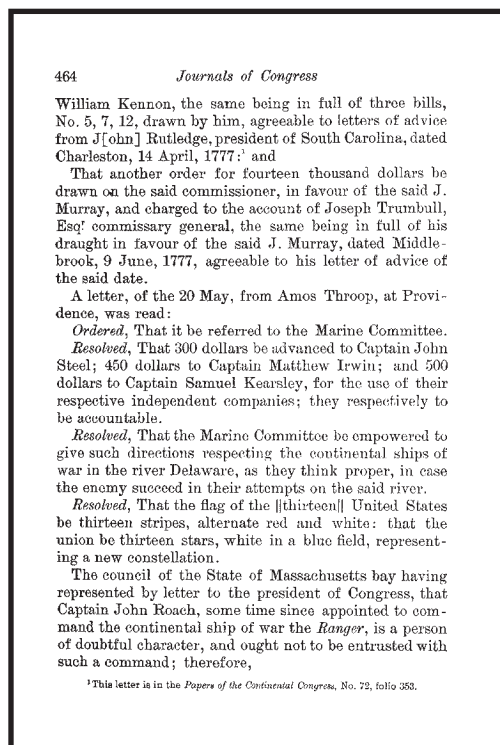 464 Journals of Congress
William Kennon, the same being in full of three bills,
No. 5, 7, 12, drawn by him, agreeable to letters of advice
from J[ohn] Rutledge, president of South Carolina, dated
Charleston, 14 April, 1777:¹ and
That another order for fourteen thousand dollars be
drawn on the said commissioner, in favour of the said J.
Murray, and charged to the account of Joseph Trumbull,
Esqr commissary general, the same being in full of his
draught in favour of the said J. Murray, dated Middle-
brook, 9 June, 1777, agreeable to his letter of advice of
the said date.
A letter, of the 20 May, from Amos Throop, at Provi-
dence, was read:
Ordered, That it be referred to the Marine Committee.
Resolved, That 300 dollars be advanced to Captain John
Steel; 450 dollars to Captain Matthew Irwin; and 500
dollars to Captain Samuel Kearsley, for the use of their
respective independent companies; they respectively to
be accountable.
Resolved, That the Marine Committee be empowered to
give such directions respecting the continental ships of
war in the river Delaware, as they think proper, in case
the enemy succeed in their attempts on the said river.
Resolved, That the flag of the ||thirteen|| United States
be thirteen stripes, alternate red and white: that the
union be thirteen stars, white in a blue field, represent-
ing a new constellation.
The council of the State of Massachusetts bay having
represented by letter to the president of Congress, that
Captain John Roach, some time since appointed to com-
mand the continental ship of war the Ranger, is a person
of doubtful character, and ought not to be entrusted with
such a command; therefore,
¹ This letter is in the Papers of the Continental Congress, No. 72, folio 353.